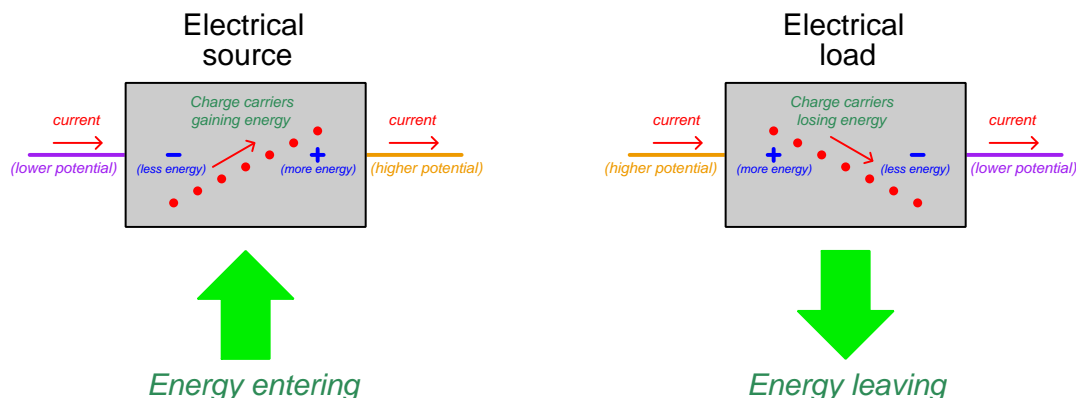 Electrical
source
Charge carriers
gaining energy
current
current
−
+
(lower potential)
(less energy)
(more energy)
(higher potential)
Energy entering
Electrical
load
Charge carriers
losing energy
current
current
+
−
(higher potential)
(more energy)
(less energy)
(lower potential)
Energy leaving